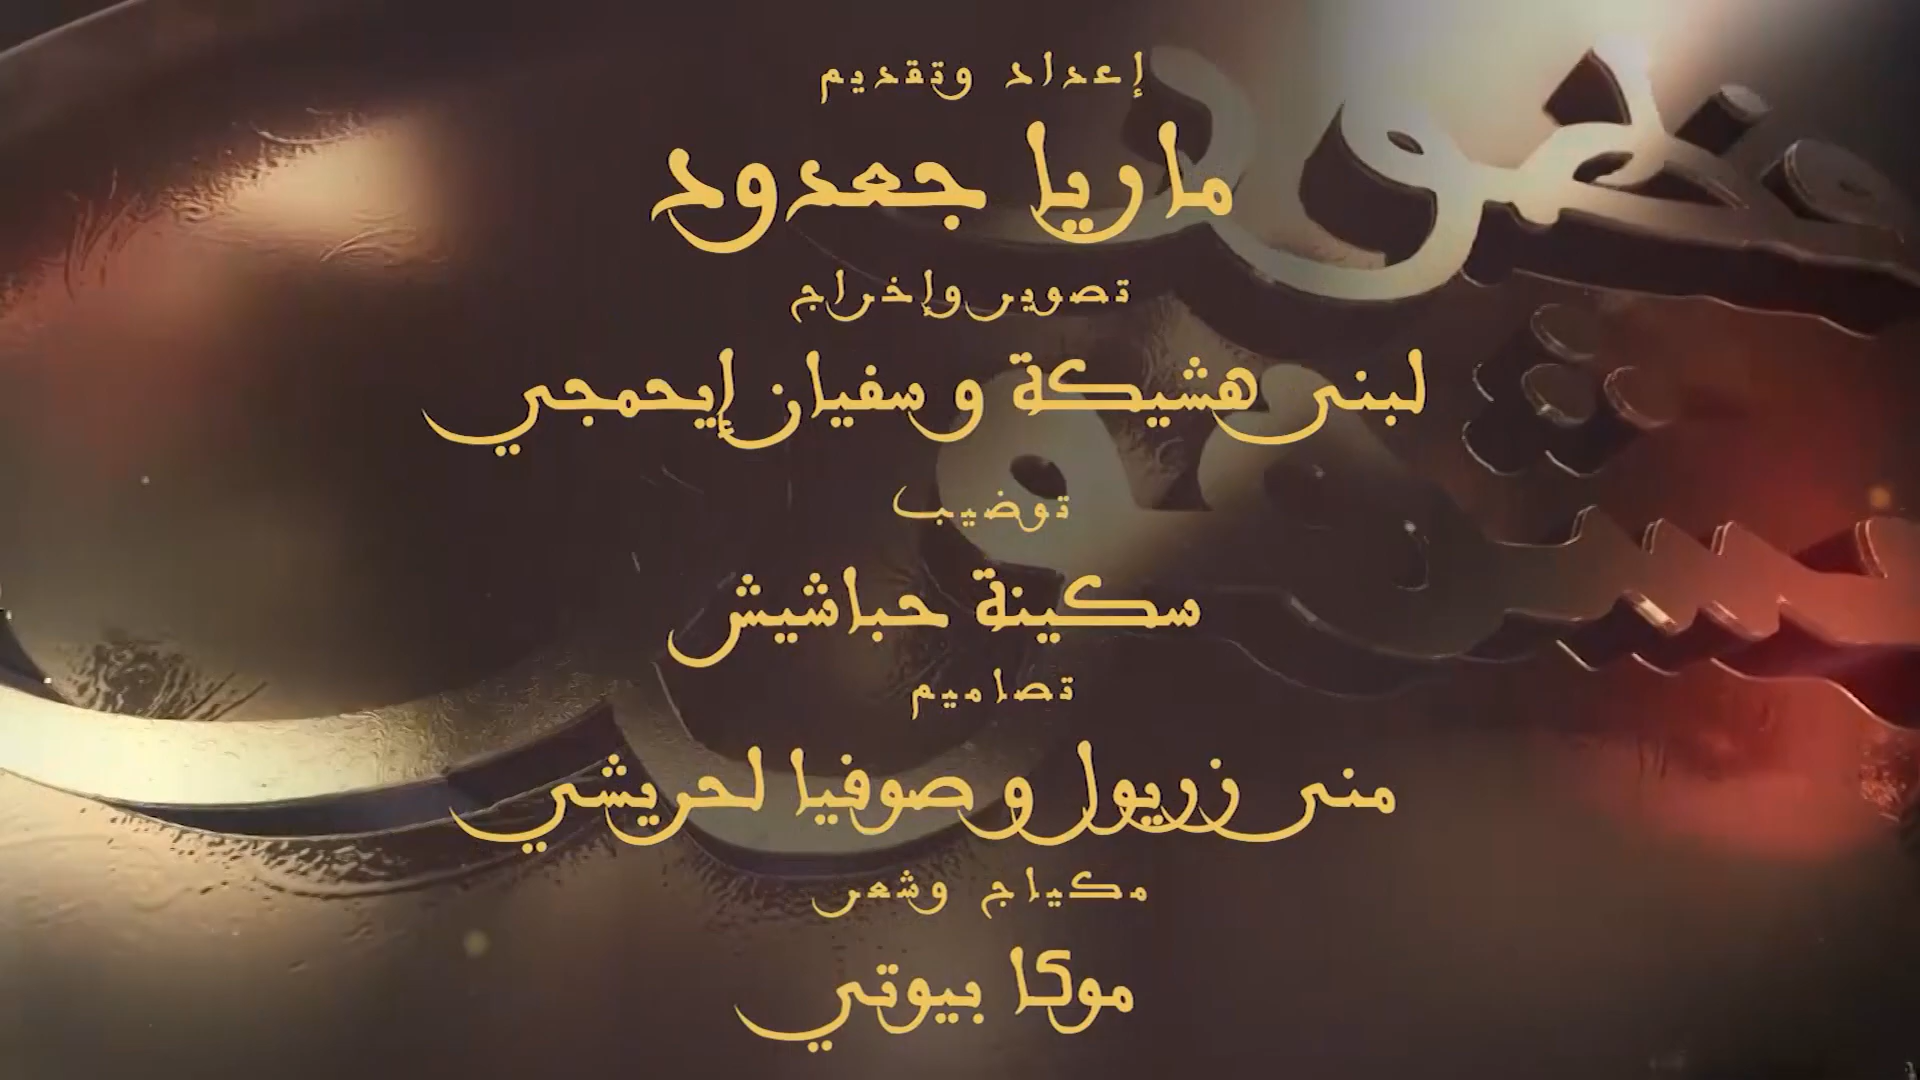 إعداد وتقديم
ماريا جعدود
تصوير وإخراج
لبنى هشيكة و سفيان إيحمجي
توضيب
سكينة حباشيش
تصاميم
منى زريول و صوفيا لحريشي
مكياج وشعر
موكا بيوتي